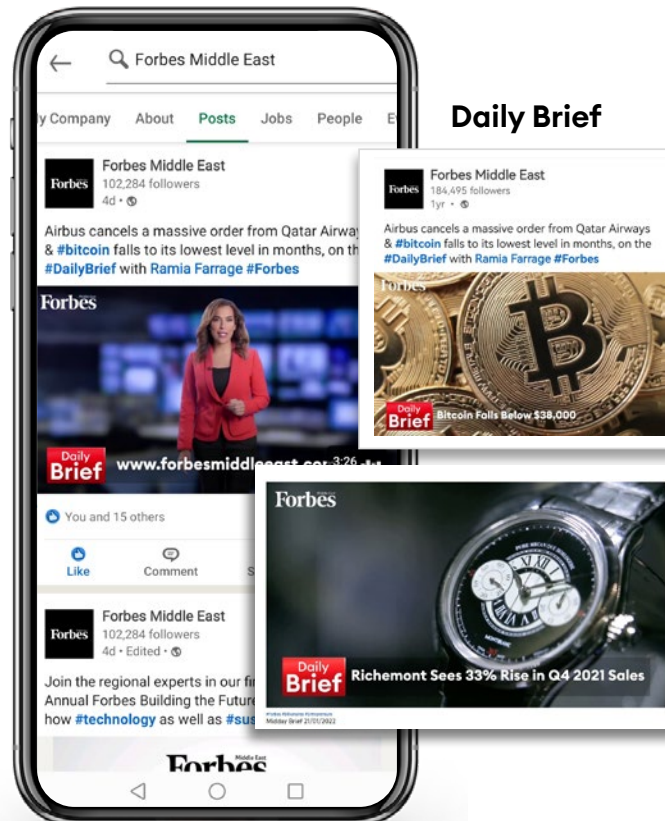 Forbes Middle East
y Company About Posts Jobs People E
Forbes
Forbes Middle East
102,284 followers
4d •
Airbus cancels a massive order from Qatar Airway
& #bitcoin falls to its lowest level in months, on th
#DailyBrief with Ramia Farrage #Forbes
Forbes
Daily
Brief
www.forbesmiddleeast.co
3:26
You and 15 others
Like Comment S
Forbes
Forbes Middle East
102,284 followers
4d • Edited •
Join the regional experts in our fi
Annual Forbes Building the Future
how #technology as well as #sus
Middle East
Forbes
Daily Brief
Forbes
Forbes Middle East
184,495 followers
1yr •
Airbus cancels a massive order from Qatar Airways
& #bitcoin falls to its lowest level in months, on the
#DailyBrief with Ramia Farrage #Forbes
Forbes
Daily
Brief
Bitcoin Falls Below $38,000
Forbes
Daily
Brief
Richemont Sees 33% Rise in Q4 2021 Sales
Midday Brief 21/01/2022